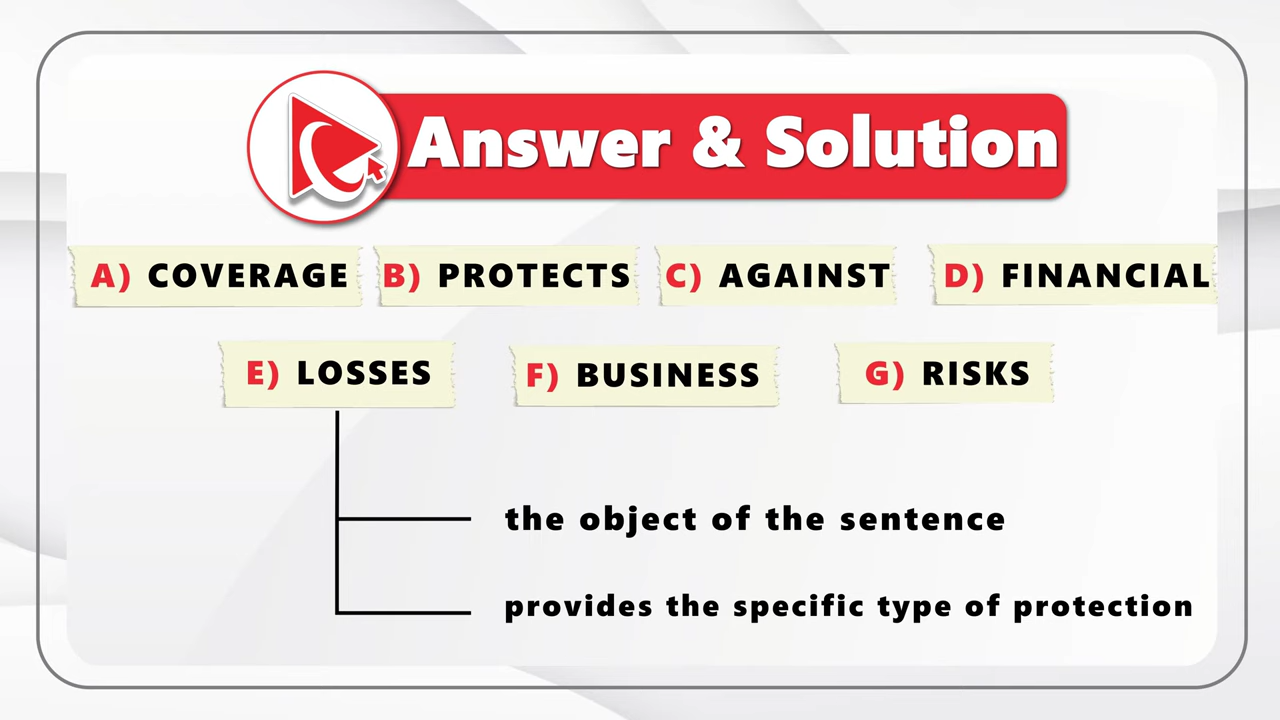 Answer & Solution
A) COVERAGE B) PROTECTS C) AGAINST D) FINANCIAL
E) LOSSES F) BUSINESS G) RISKS
the object of the sentence
provides the specific type of protection